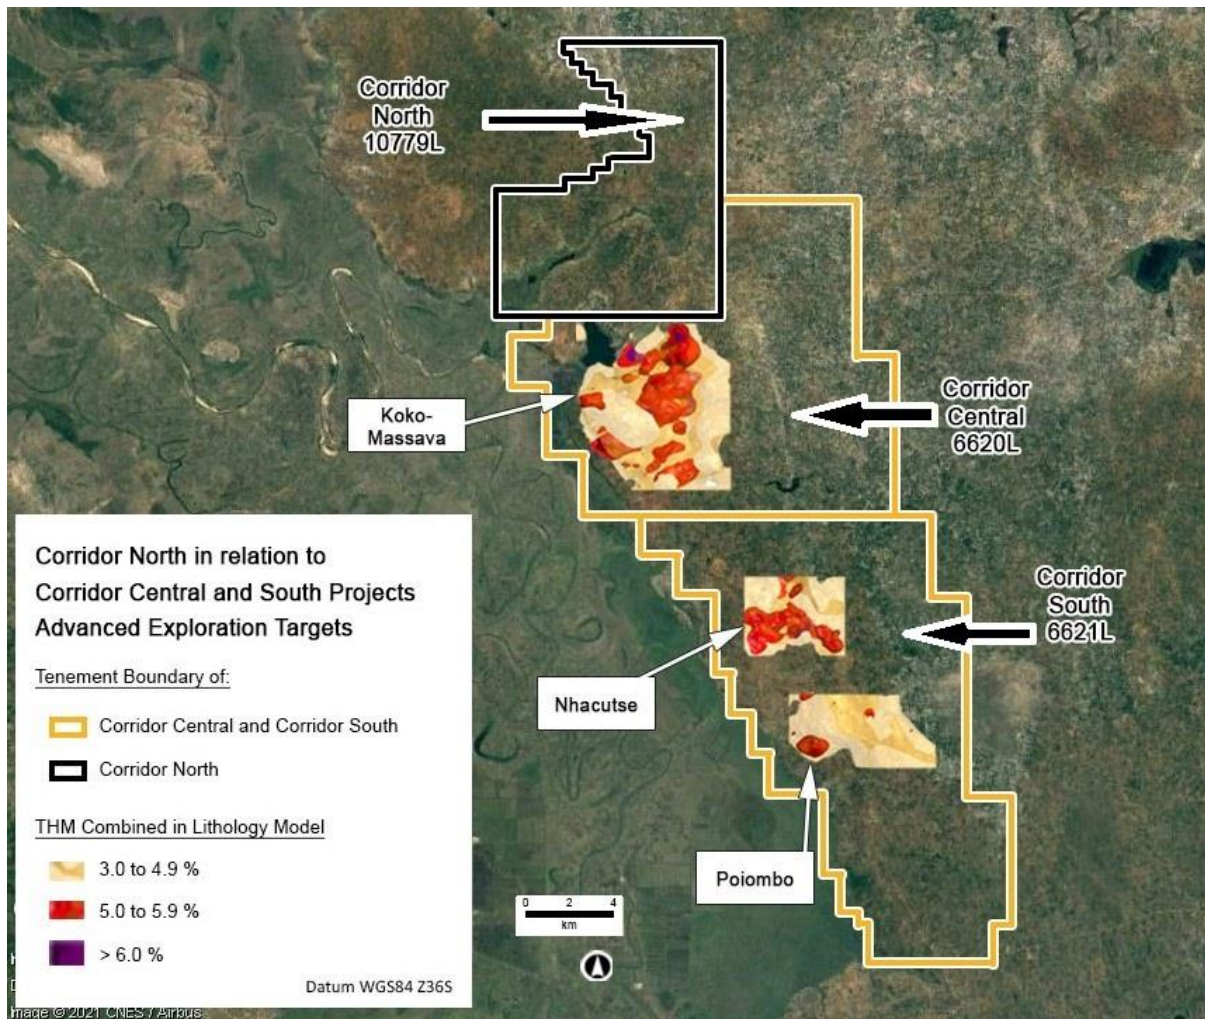 Corridor
North
10779L
Corridor
Central
6620L
Koko-
Massava
Corridor
South
6621L
Nhacutse
Poiombo
Corridor North in relation to
Corridor Central and South Projects
Advanced Exploration Targets
Tenement Boundary of:
Corridor Central and Corridor South
Corridor North
THM Combined in Lithology Model
3.0 to 4.9 %
5.0 to 5.9 %
> 6.0 %
Datum WGS84 Z36S
0 2 4
km
Image © 2021 CNES / Airbus